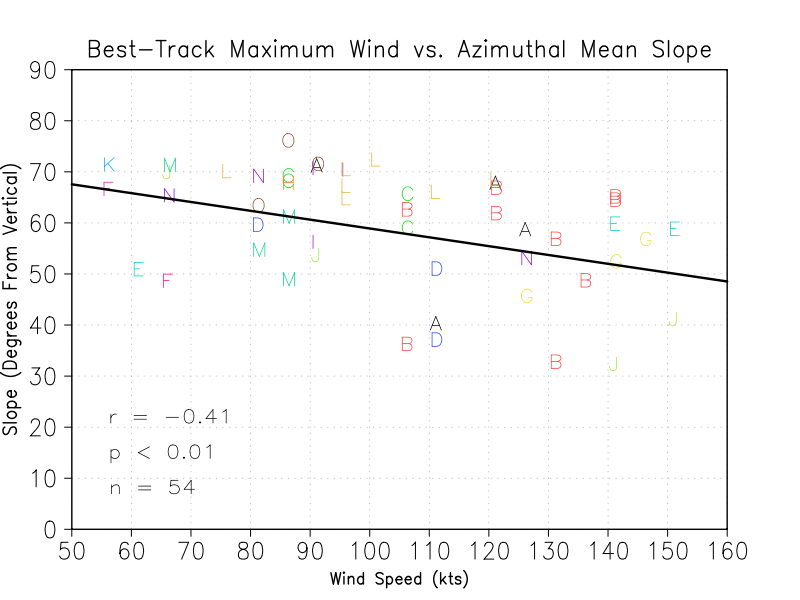 Best-Track Maximum Wind vs. Azimuthal Mean Slope
90
80
70
60
50
40
30
20
10
0
Slope (Degrees From Vertical)
K M J L N O A I L L
F N O G C L E E
D M C B L A B
B A B B
E F M M I J D
N G B B E G E G
B A D B J J
r = -0.41
p < 0.01
n = 54
50 60 70 80 90 100 110 120 130 140 150 160
Wind Speed (kts)